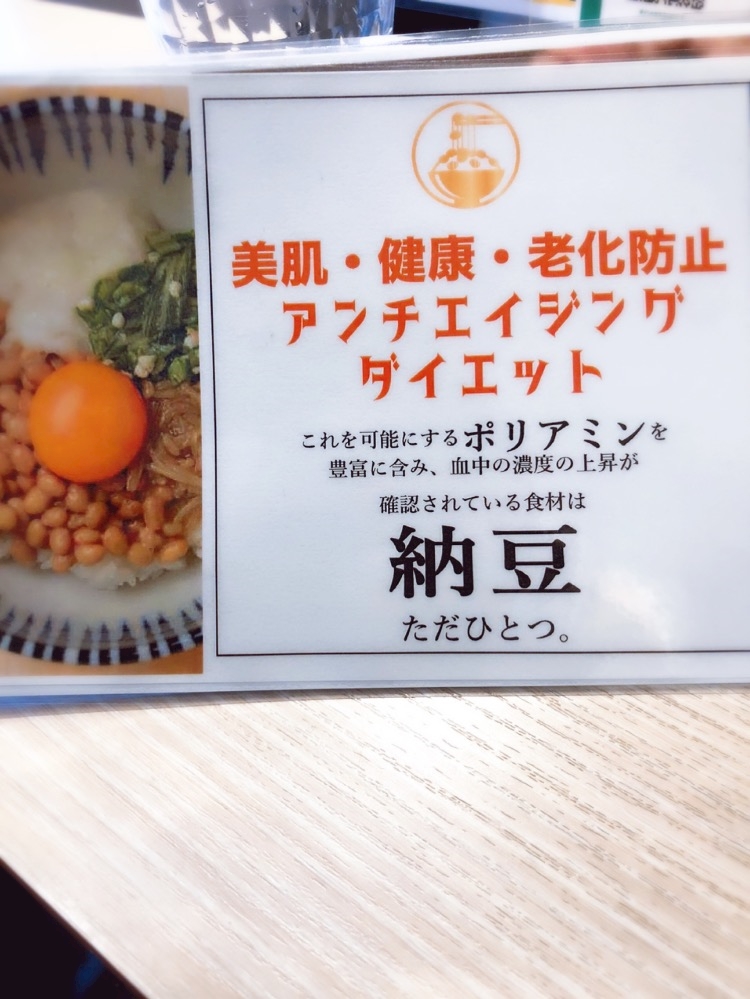 美肌・健康・老化防止
アンチエイジング
ダイエット
これを可能にするポリアミンを
豊富に含み、血中の濃度の上昇が
確認されている食材は
納豆
ただひとつ。